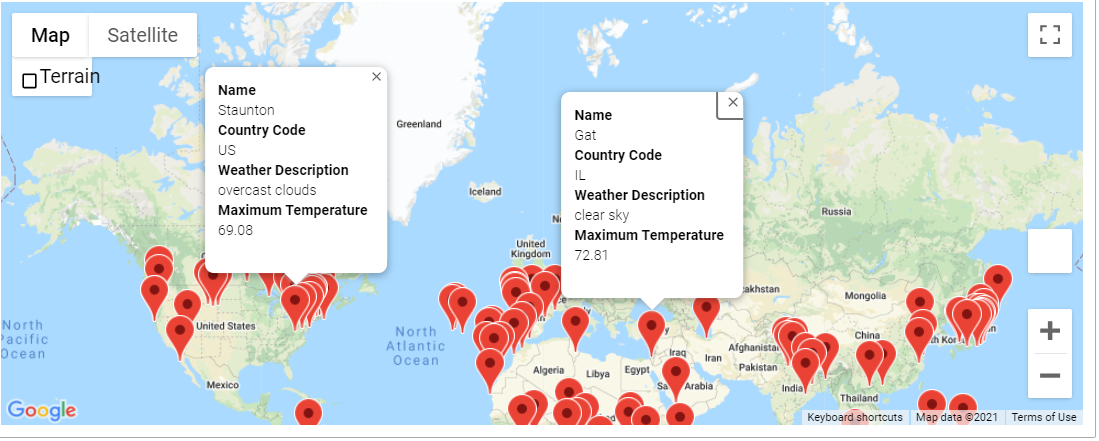 Map
Satellite
Terrain
Name
Staunton
Country Code
US
Weather Description
overcast clouds
Maximum Temperature
69.08
Name
Gat
Country Code
IL
Weather Description
clear sky
Maximum Temperature
72.81
Greenland
Iceland
Russia
United
Kingdom
Mongolia
North
Pacific
Ocean
United States
North
Atlantic
Ocean
Afghanistan
China
Iraq
Iran
Pakistan
Algeria
Libya
Egypt
Saudi Arabia
India
Mexico
Thailand
Google
Keyboard shortcuts
Map data ©2021
Terms of Use